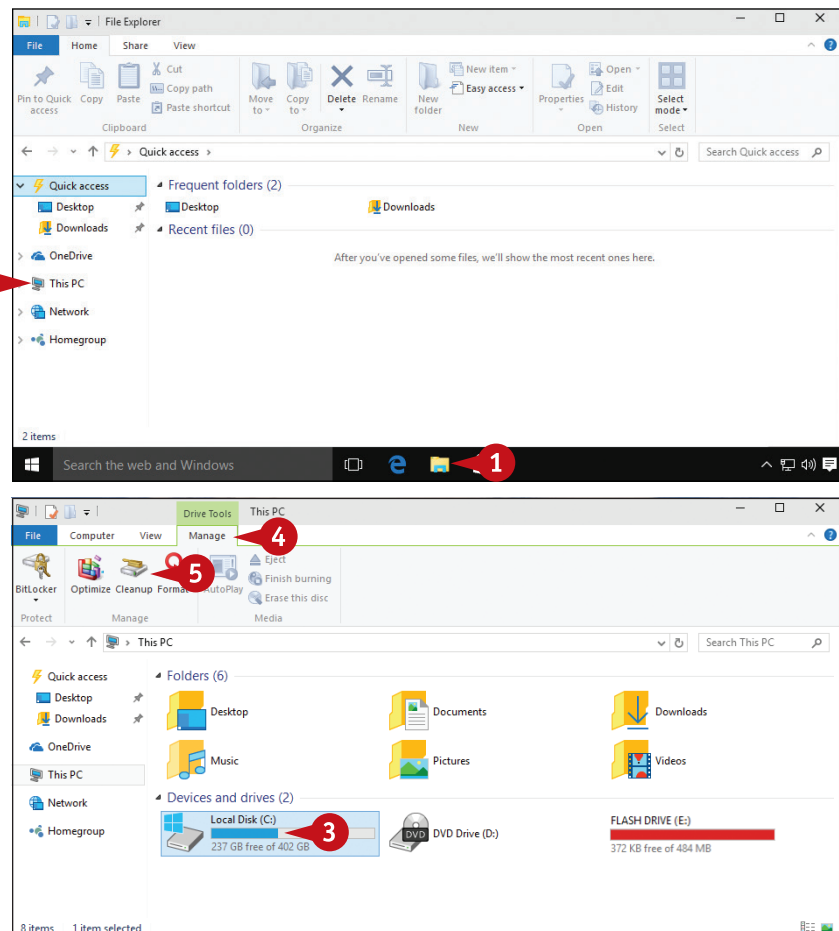 File Explorer
File Home Share View
Pin to Quick access
Copy
Paste
Cut
Copy path
Paste shortcut
Clipboard
Move to
Copy to
Delete
Rename
Organize
New folder
New item
Easy access
New
Properties
Open
Edit
History
Open
Select mode
Select
Quick access
Search Quick access
Quick access
Desktop
Downloads
OneDrive
This PC
Network
Homegroup
Frequent folders (2)
Desktop
Downloads
Recent files (0)
After you've opened some files, we'll show the most recent ones here.
2 items
Search the web and Windows
1
Drive Tools
This PC
File Computer View Manage
4
BitLocker
Protect
Optimize
Cleanup
Format
5
Manage
AutoPlay
Eject
Finish burning
Erase this disc
Media
This PC
Search This PC
Quick access
Desktop
Downloads
OneDrive
This PC
Network
Homegroup
Folders (6)
Desktop
Documents
Downloads
Music
Pictures
Videos
Devices and drives (2)
Local Disk (C:)
237 GB free of 402 GB
3
DVD
DVD Drive (D:)
FLASH DRIVE (E:)
372 KB free of 484 MB
8 items 1 item selected